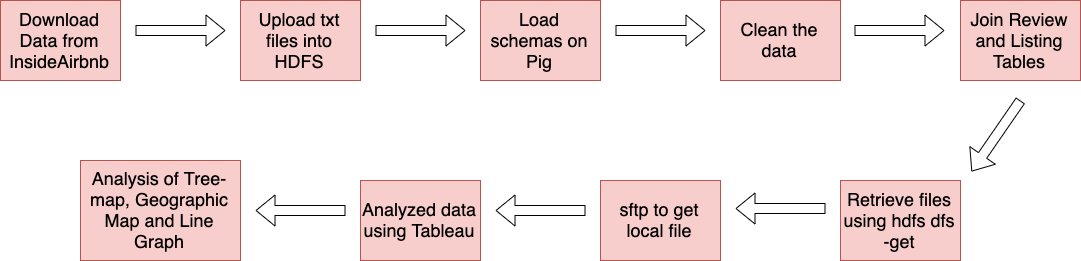 Download
Data from
InsideAirbnb
Upload txt
files into
HDFS
Load
schemas on
Pig
Clean the
data
Join Review
and Listing
Tables
Retrieve files
using hdfs dfs
-get
sftp to get
local file
Analyzed data
using Tableau
Analysis of Tree-
map, Geographic
Map and Line
Graph